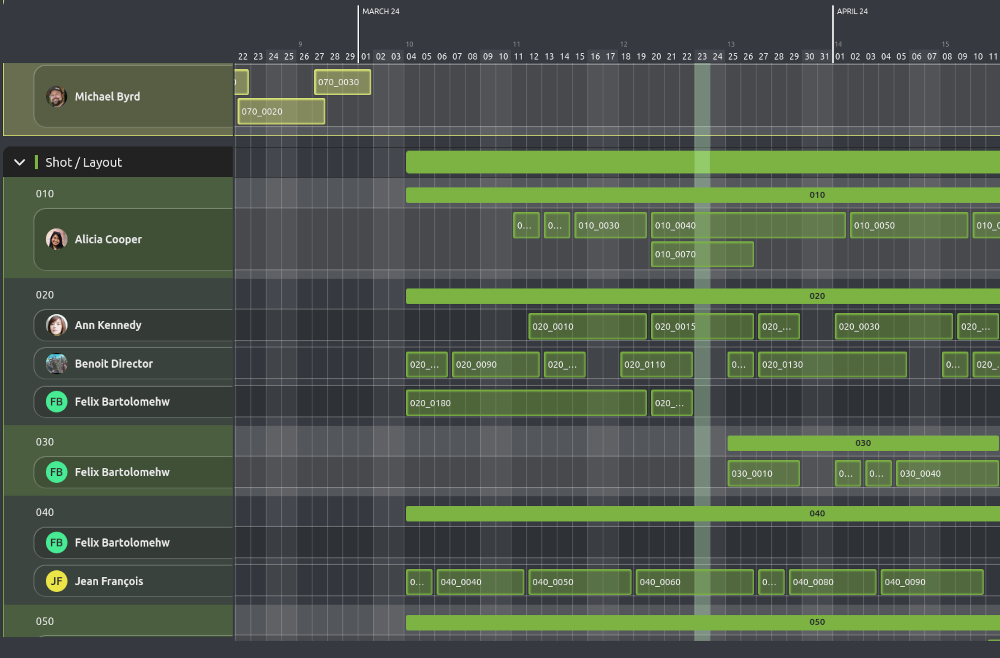 MARCH 24 APRIL 24
9 10 11 12 13 14 15
22 23 24 25 26 27 28 29 01 02 03 04 05 06 07 08 09 10 11 12 13 14 15 16 17 18 19 20 21 22 23 24 25 26 27 28 29 30 31 01 02 03 04 05 06 07 08 09 10 11
Michael Byrd 070_0030
070_0020
Shot / Layout
010 010
Alicia Cooper 0... 0... 010_0030 010_0040 010_0050 010_0
010_0070
020 020
Ann Kennedy 020_0010 020_0015 020_... 020_0030 020_...
Benoit Director 020_... 020_0090 020_... 020_0110 0... 020_0130 0... 020_
FB Felix Bartolomehw 020_0180 020_...
030 030
FB Felix Bartolomehw 030_0010 0... 0... 030_0040
040 040
FB Felix Bartolomehw
JF Jean François 0... 040_0040 040_0050 040_0060 0... 040_0080 040_0090
050 050